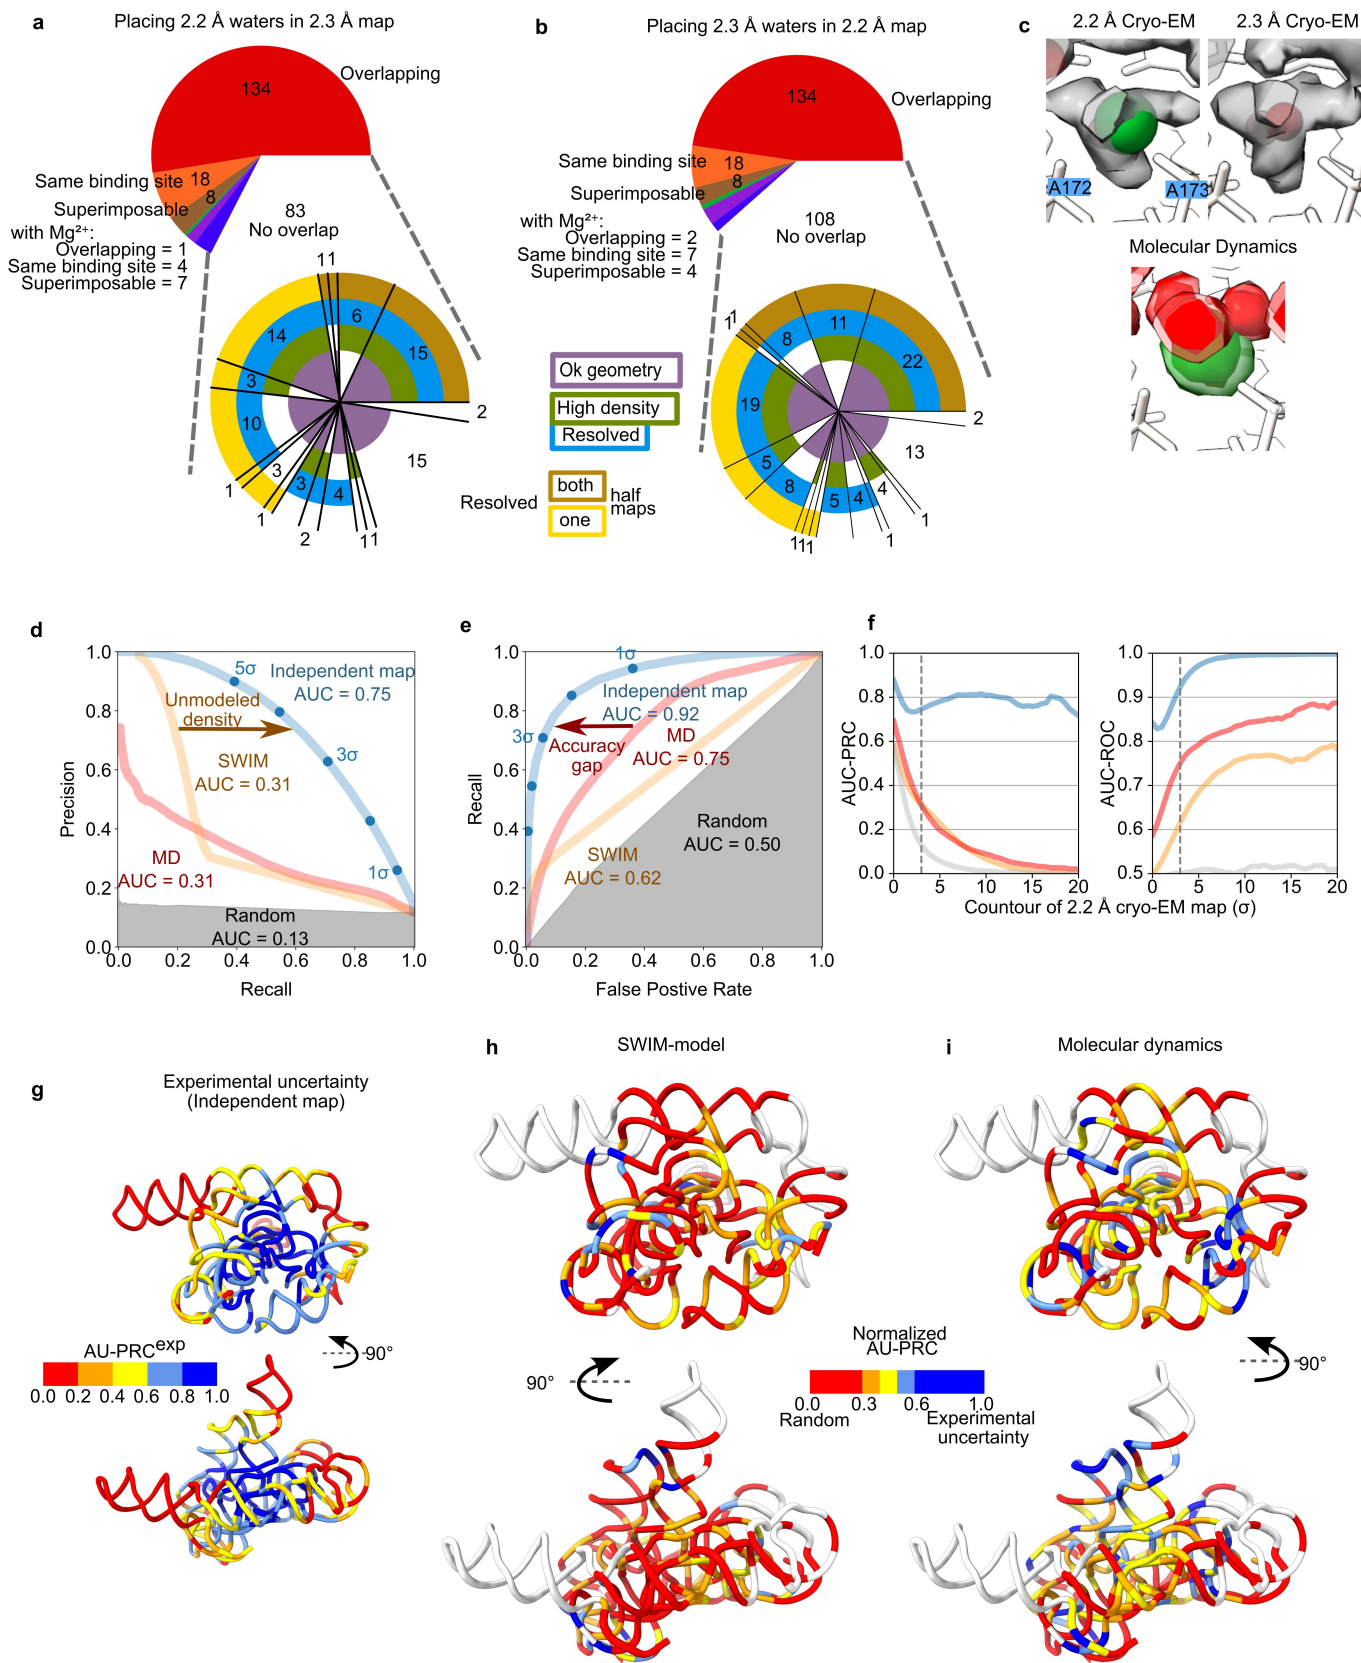 a
Placing 2.2 Å waters in 2.3 Å map
134
Overlapping
Same binding site
18
Superimposable
8
with Mg²⁺:
Overlapping = 1
Same binding site = 4
Superimposable = 7
83
No overlap
1 1
6
15
14
3
10
3
1
1
3
4
2
1 1
15
2
b
Placing 2.3 Å waters in 2.2 Å map
134
Overlapping
Same binding site
18
Superimposable
8
with Mg²⁺:
Overlapping = 2
Same binding site = 7
Superimposable = 4
108
No overlap
1
1
8
11
22
19
5
8
1 1 1
5
4
4
1
1
13
2
Ok geometry
High density
Resolved
Resolved
both
one
half
maps
c
2.2 Å Cryo-EM
2.3 Å Cryo-EM
A172
A173
Molecular Dynamics
d
Precision
1.0
0.8
0.6
0.4
0.2
0.0
0.0
0.2
0.4
0.6
0.8
1.0
Recall
5σ
Independent map
AUC = 0.75
Unmodeled
density
SWIM
AUC = 0.31
3σ
MD
AUC = 0.31
1σ
Random
AUC = 0.13
e
Recall
1.0
0.8
0.6
0.4
0.2
0.0
0.0
0.2
0.4
0.6
0.8
1.0
False Postive Rate
1σ
Independent map
AUC = 0.92
3σ
Accuracy
gap
MD
AUC = 0.75
Random
AUC = 0.50
SWIM
AUC = 0.62
f
AUC-PRC
1.0
0.8
0.6
0.4
0.2
0.0
0
5
10
15
20
AUC-ROC
1.0
0.9
0.8
0.7
0.6
0.5
0
5
10
15
20
Countour of 2.2 Å cryo-EM map (σ)
g
Experimental uncertainty
(Independent map)
AU-PRCᵉˣᵖ
0.0 0.2 0.4 0.6 0.8 1.0
90°
h
SWIM-model
90°
Normalized
AU-PRC
0.0
0.3
0.6
1.0
Random
Experimental
uncertainty
i
Molecular dynamics
90°